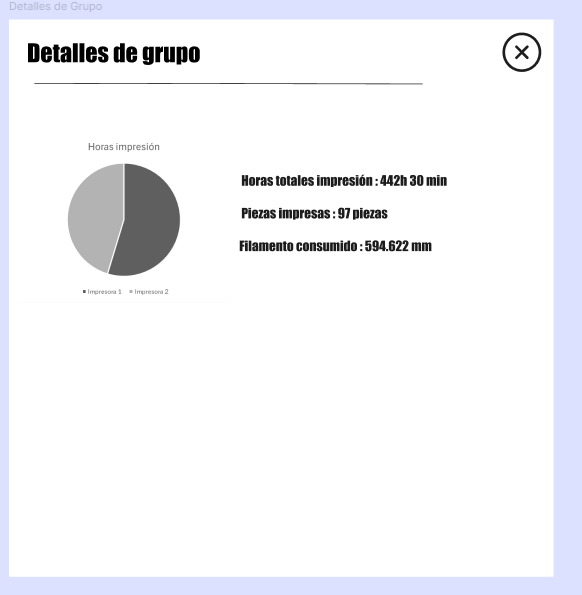 Detalles de Grupo
Detalles de grupo
Horas impresión
Horas totales impresión : 442h 30 min
Piezas impresas : 97 piezas
Filamento consumido : 594.622 mm
Impresora 1 Impresora 2